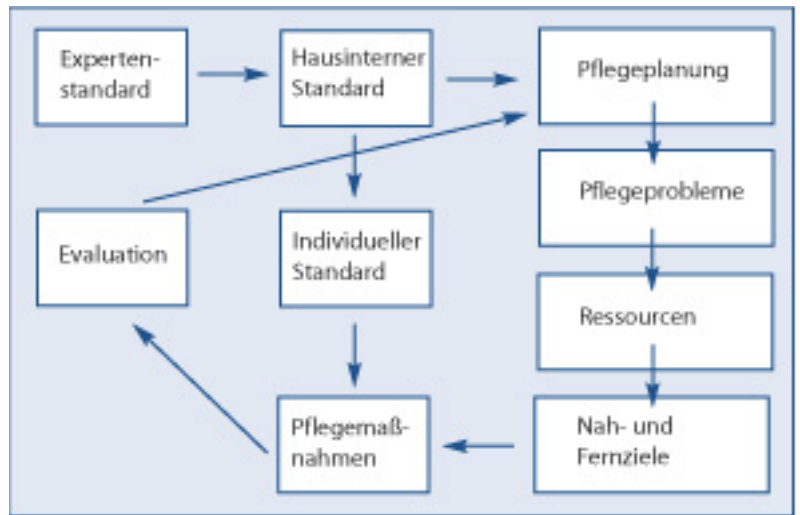 Experten-
standard
Hausinterner
Standard
Pflegeplanung
Pflegeprobleme
Evaluation
Individueller
Standard
Ressourcen
Pflegemaß-
nahmen
Nah- und
Fernziele